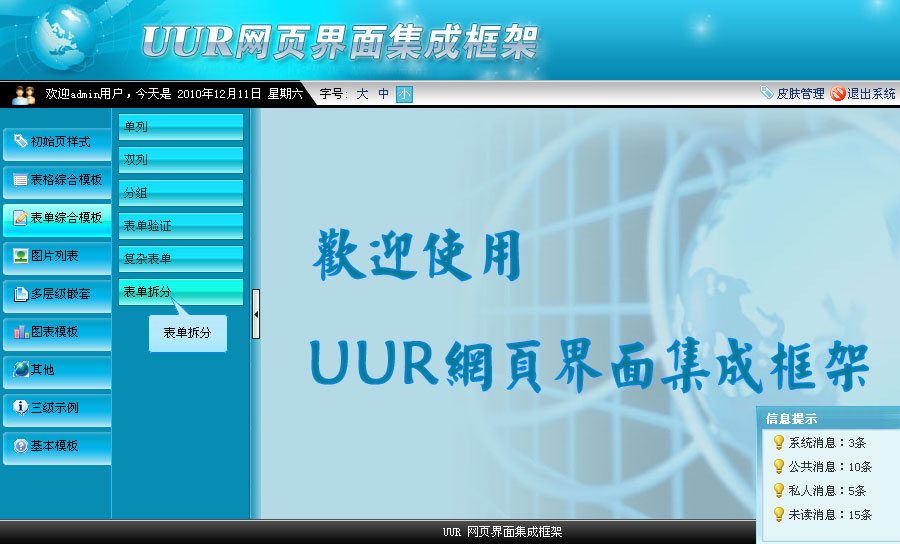 UUR网页界面集成框架
欢迎admin用户，今天是 2010年12月11日 星期六
字号: 大 中 小
皮肤管理 退出系统
初始页样式
表格综合模板
表单综合模板
图片列表
多层级嵌套
图表模板
其他
三级示例
基本模板
单列
双列
分组
表单验证
复杂表单
表单拆分
表单拆分
歡迎使用
UUR網頁界面集成框架
信息提示
系统消息：3条
公共消息：10条
私人消息：5条
未读消息：15条
UUR 网页界面集成框架